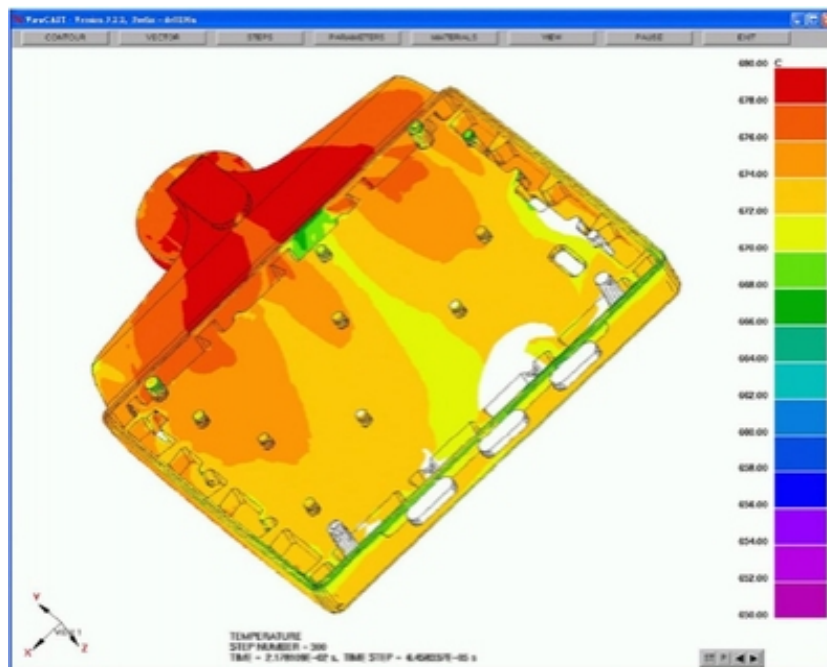 CONTOUR VECTOR STEPS PARAMETERS MATERIALS VIEW PAUSE EXIT
680.00 C
678.00
676.00
674.00
672.00
670.00
668.00
666.00
664.00
662.00
660.00
658.00
656.00
654.00
652.00
650.00
Y
X
Z
TEMPERATURE
STEP NUMBER = 300